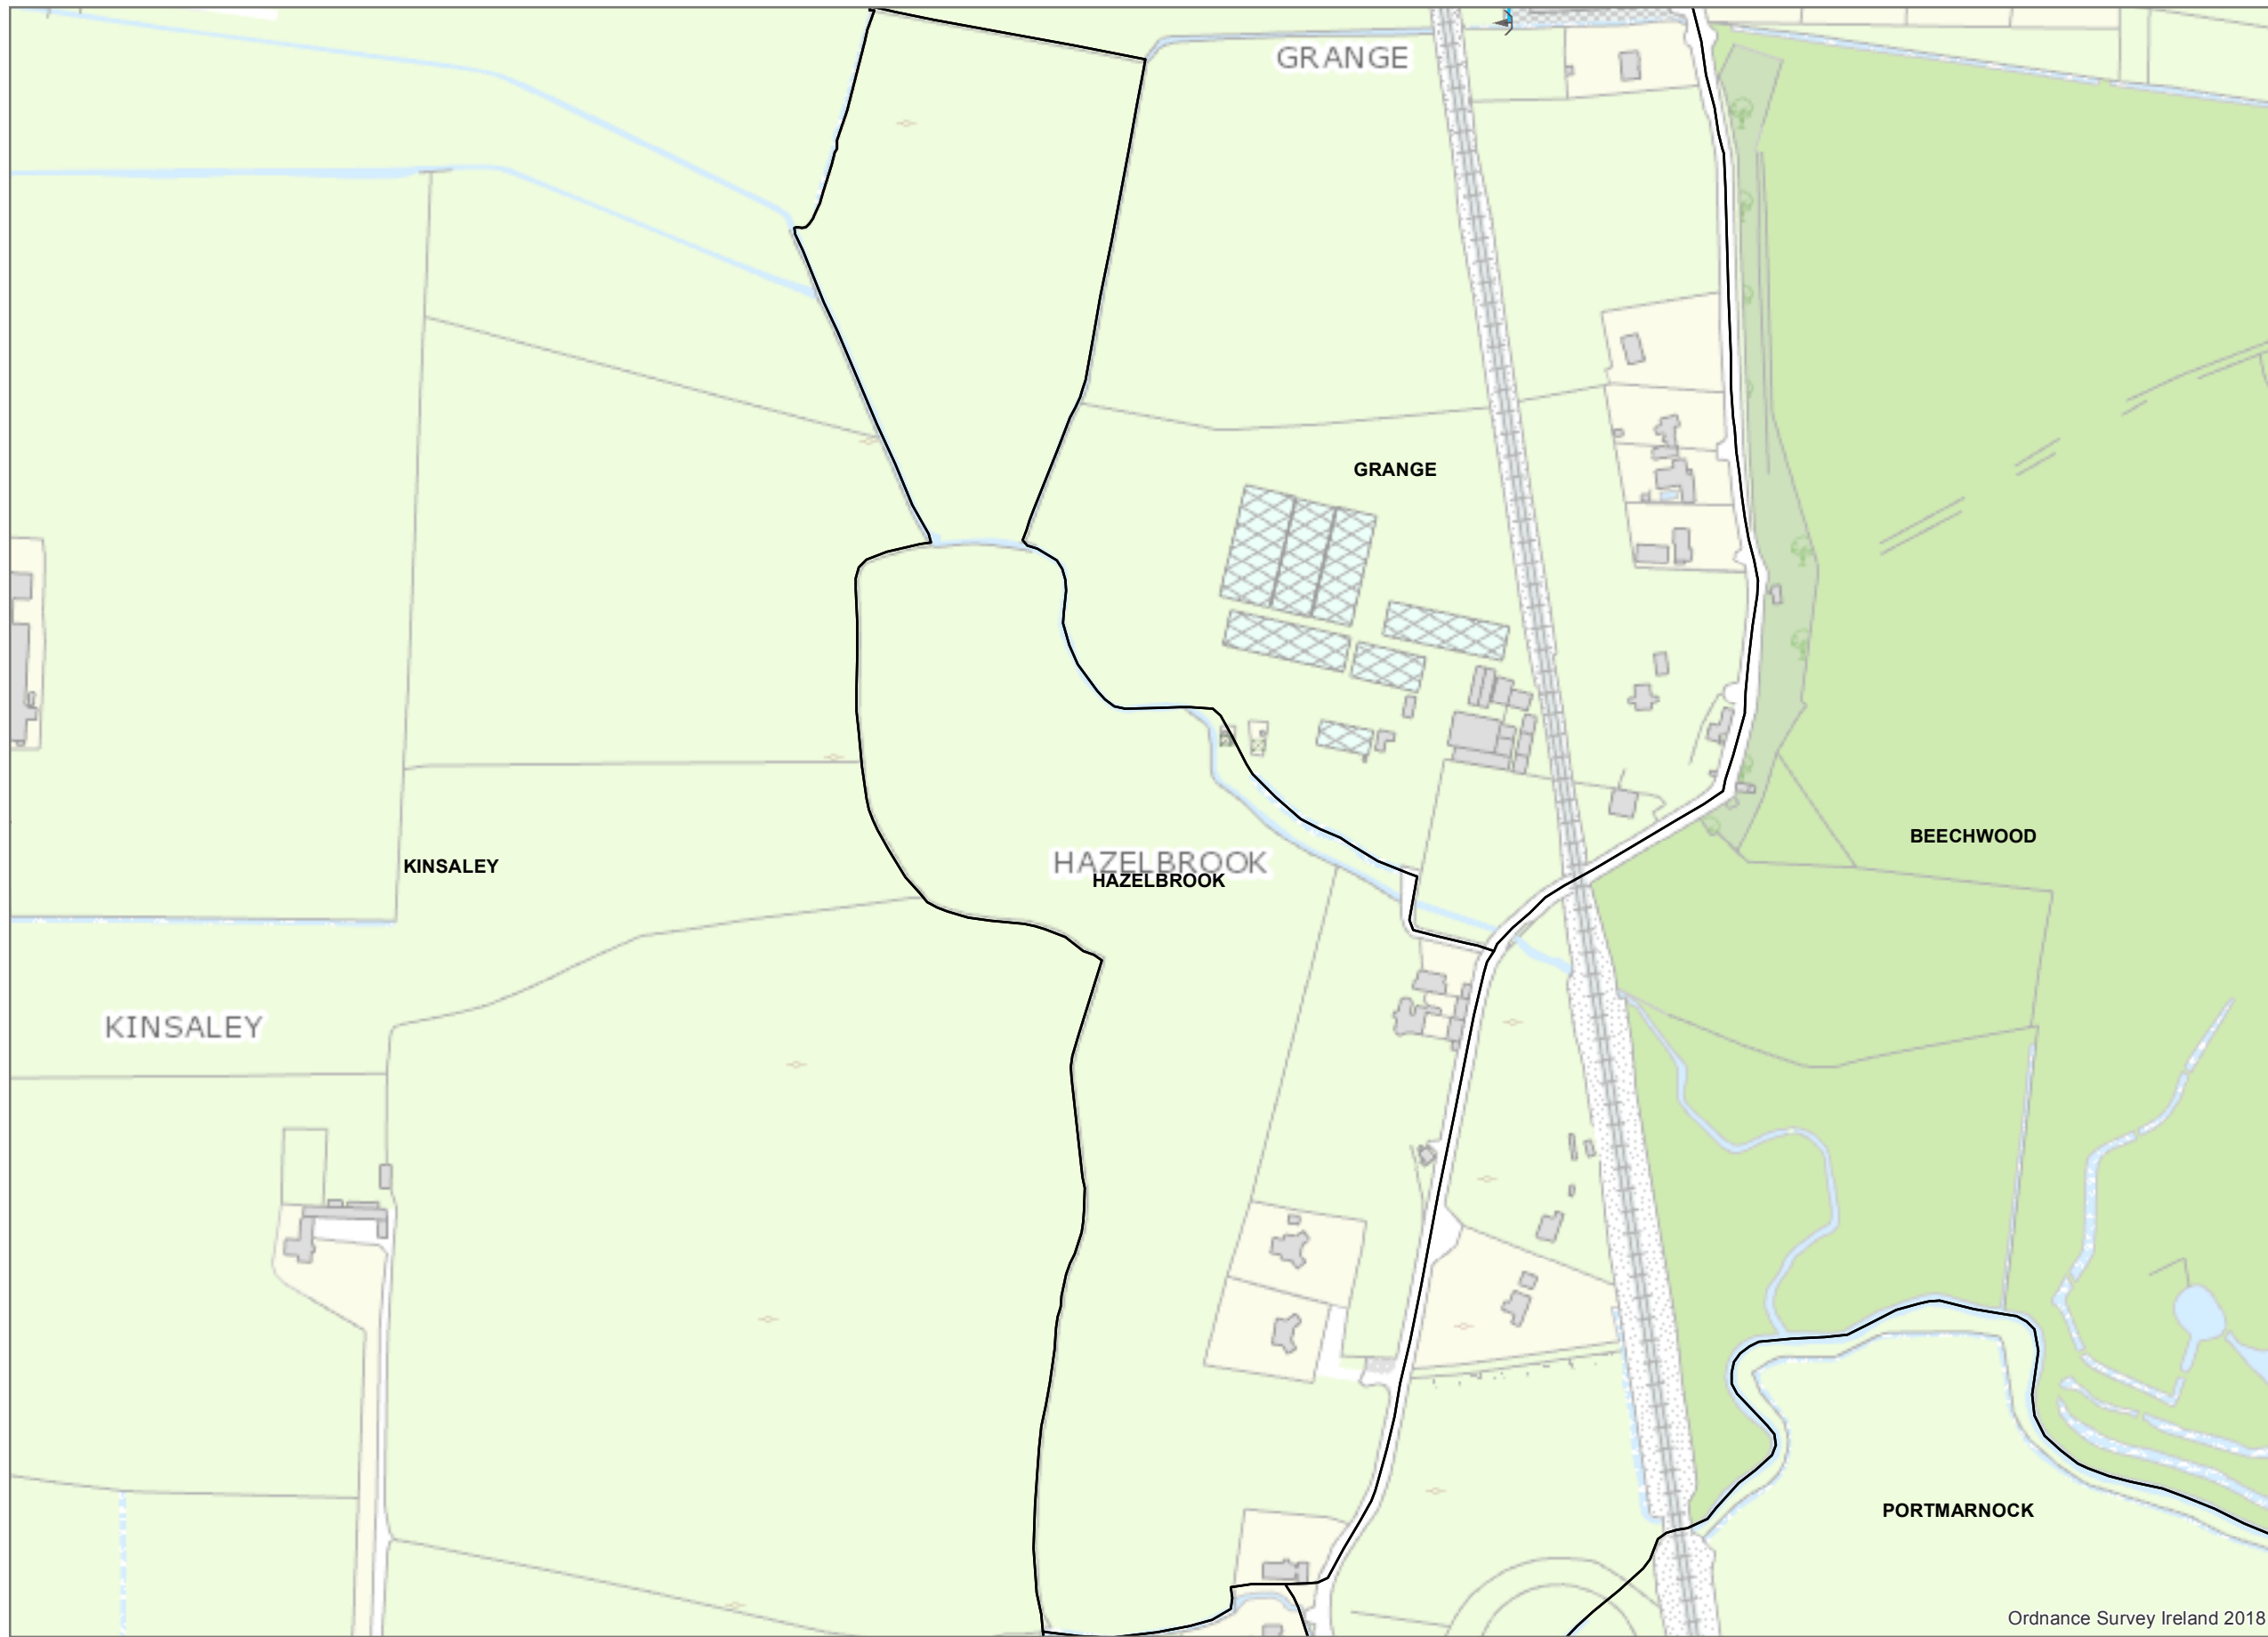 GRANGE
GRANGE
BEECHWOOD
HAZELBROOK
HAZELBROOK
KINSALEY
KINSALEY
PORTMARNOCK
Ordnance Survey Ireland 2018